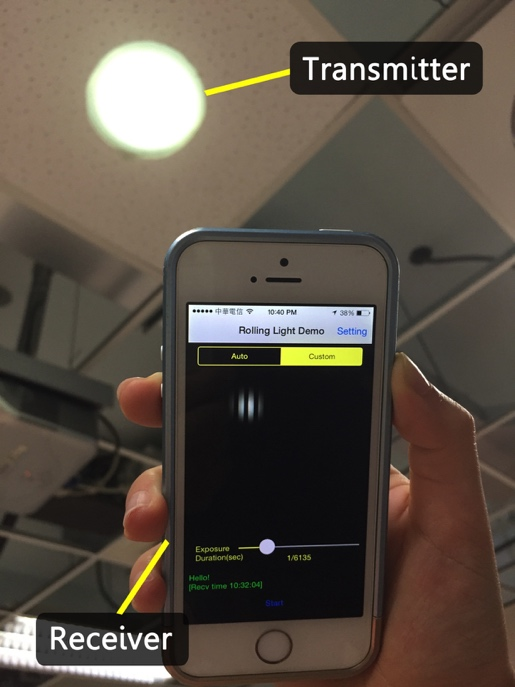 Transmitter
中華電信
10:40 PM
38%
Rolling Light Demo
Setting
Auto
Custom
Exposure
Duration(sec)
1/6135
Hello!
[Recv time 10:32:04]
Start
Receiver